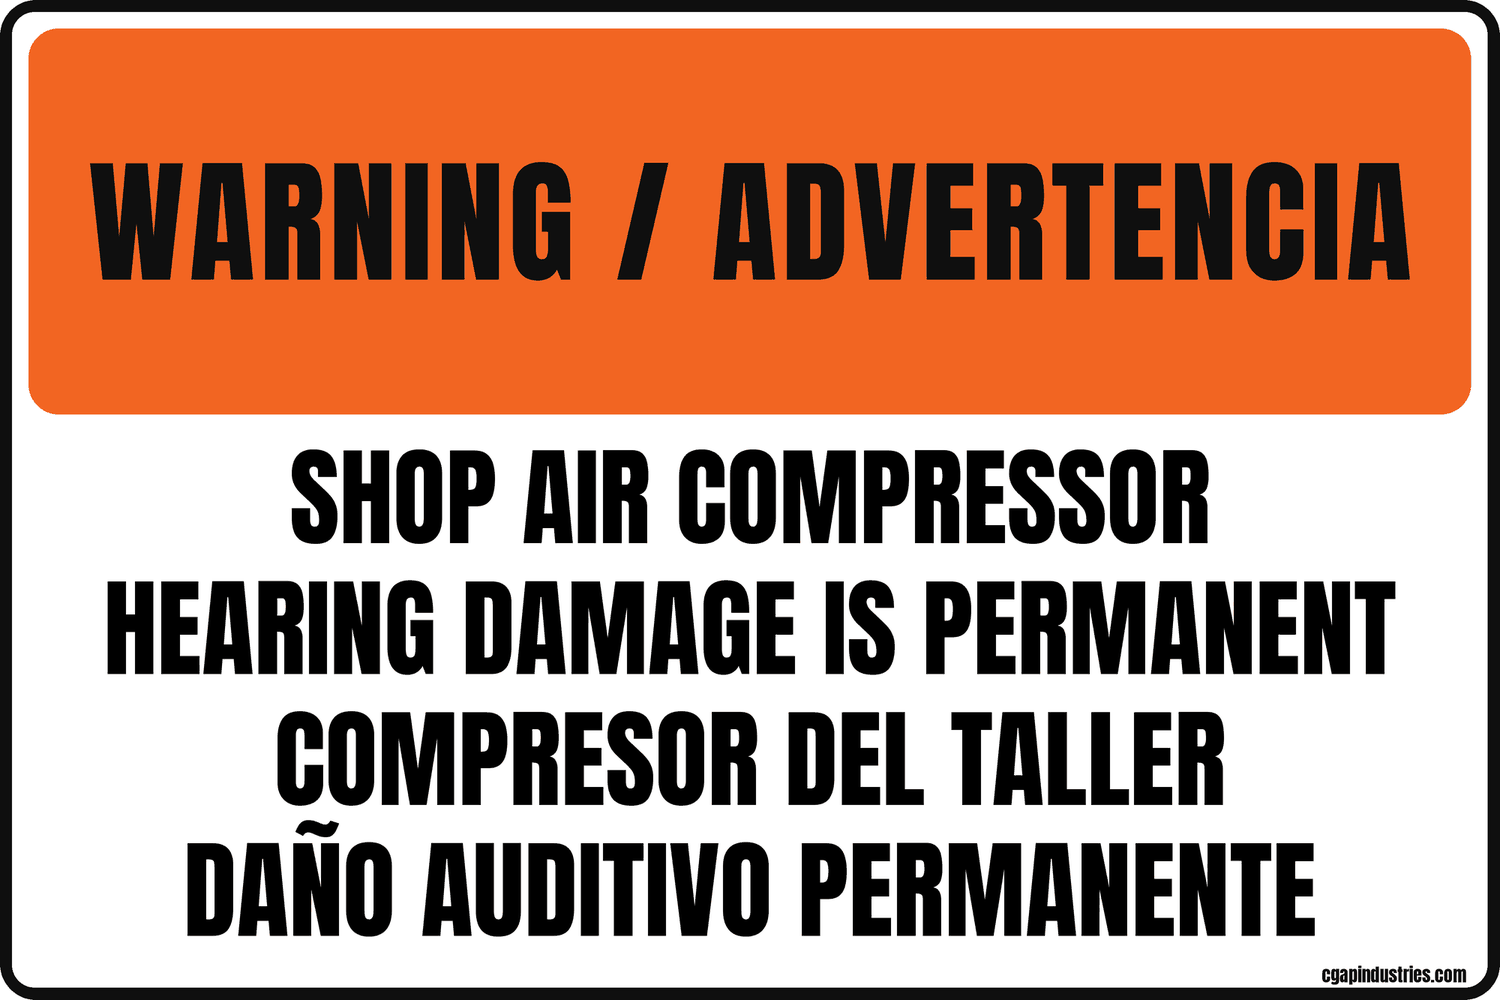 WARNING / ADVERTENCIA
SHOP AIR COMPRESSOR
HEARING DAMAGE IS PERMANENT
COMPRESOR DEL TALLER
DAÑO AUDITIVO PERMANENTE
cgapindustries.com